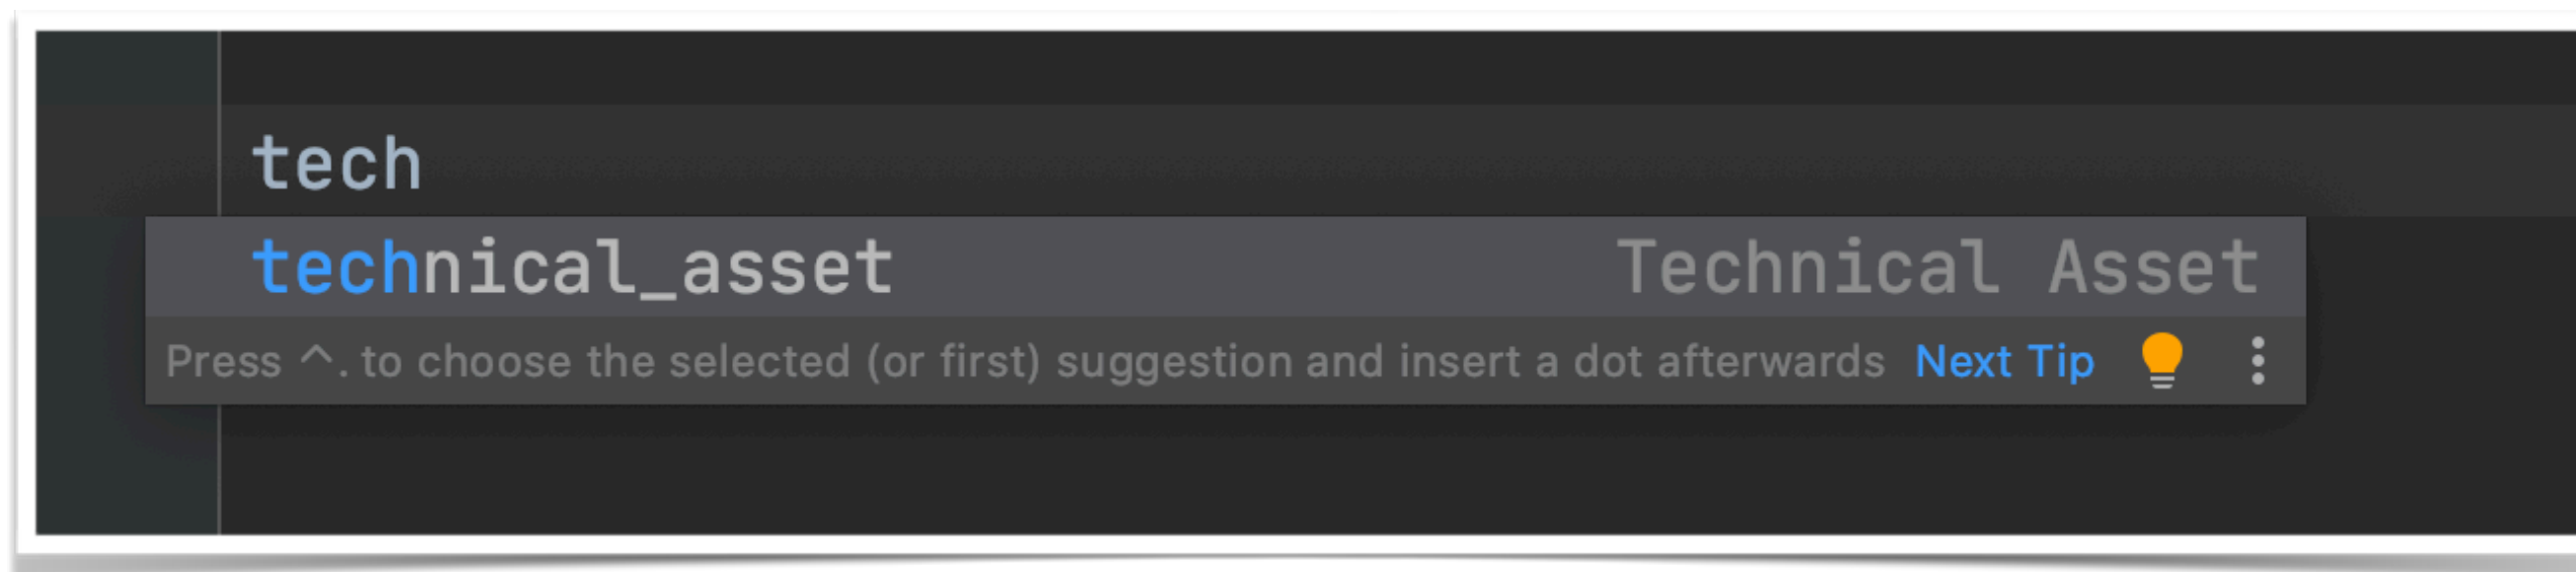 tech
technical_asset Technical Asset
Press ^. to choose the selected (or first) suggestion and insert a dot afterwards Next Tip